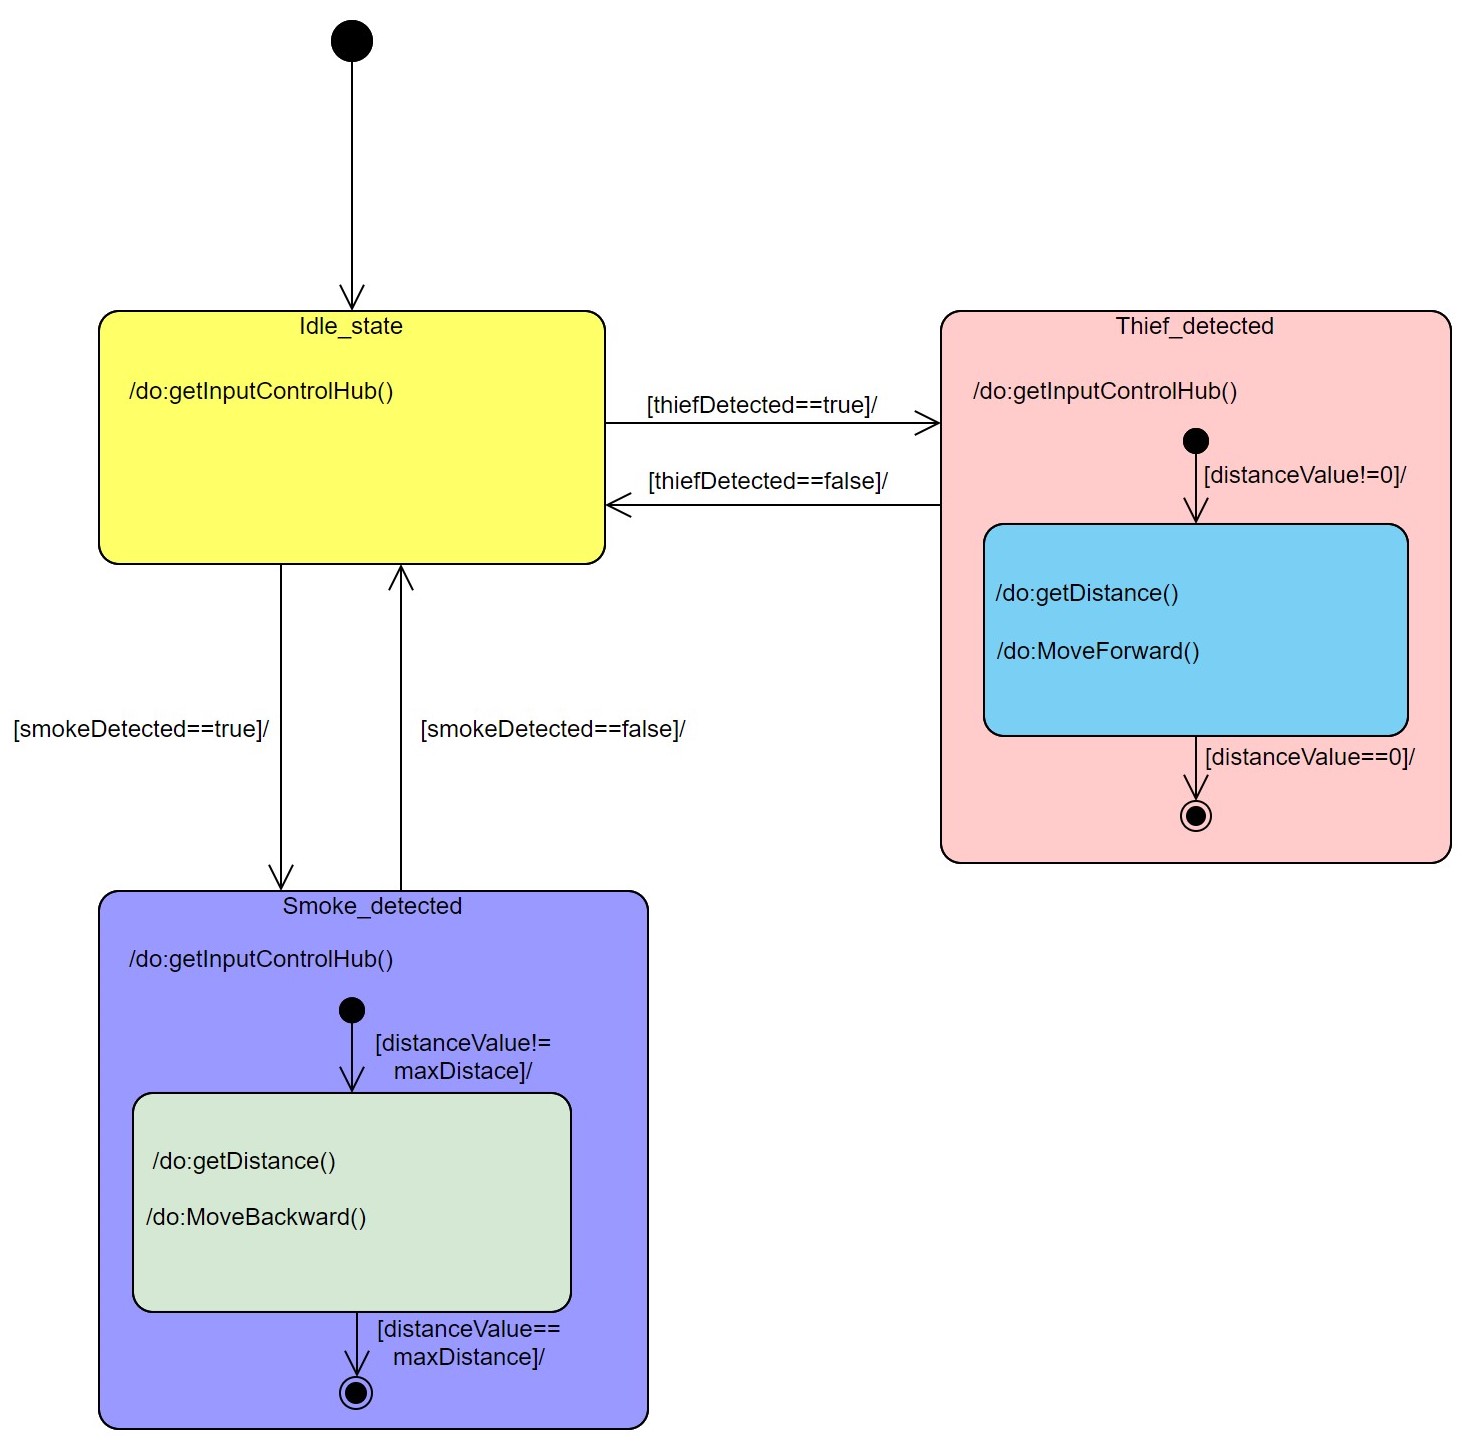 Idle_state
/do:getInputControlHub()
[thiefDetected==true]/
[thiefDetected==false]/
Thief_detected
/do:getInputControlHub()
[distanceValue!=0]/
/do:getDistance()
/do:MoveForward()
[distanceValue==0]/
[smokeDetected==true]/
[smokeDetected==false]/
Smoke_detected
/do:getInputControlHub()
[distanceValue!=
maxDistace]/
/do:getDistance()
/do:MoveBackward()
[distanceValue==
maxDistance]/